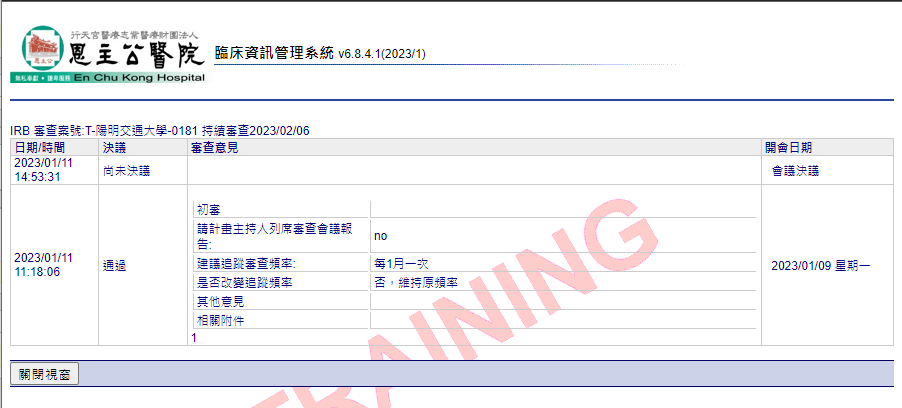 行天宮醫療志業醫療財團法人
恩主公醫院
En Chu Kong Hospital
臨床資訊管理系統 v6.8.4.1(2023/1)
IRB 審查案號:T-陽明交通大學-0181 持續審查2023/02/06
日期/時間 決議 審查意見 開會日期
2023/01/11
14:53:31
尚未決議
會議決議
2023/01/11
11:18:06
通過
初審
請計畫主持人列席審查會議報
告:
no
建議追蹤審查頻率: 每1月一次
是否改變追蹤頻率 否，維持原頻率
其他意見
相關附件
1
2023/01/09 星期一
關閉視窗
TRAINING